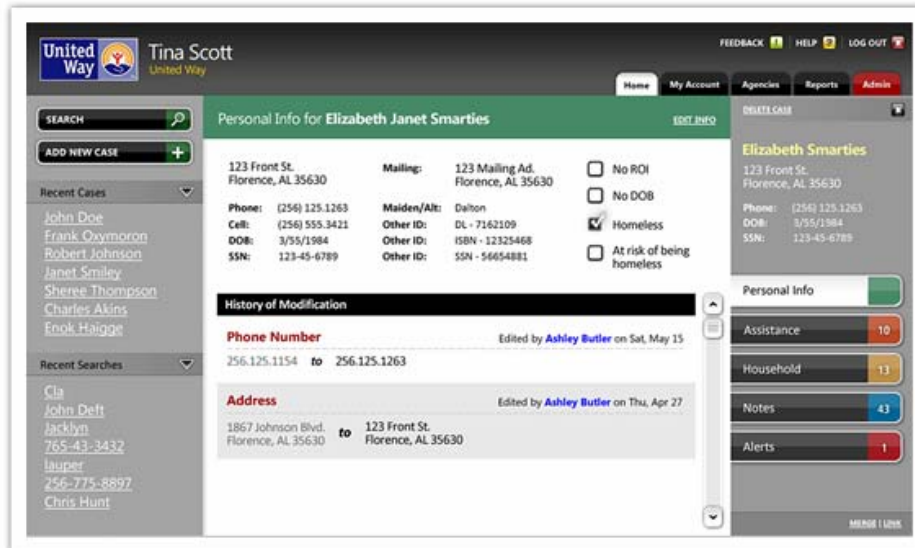 United
Way
Tina Scott
United Way
FEEDBACK
HELP
LOG OUT
Home
My Account
Agencies
Reports
Admin
SEARCH
ADD NEW CASE
Recent Cases
John Doe
Frank Oxymoron
Robert Johnson
Janet Smiley
Sheree Thompson
Charles Akins
Enok Haigge
Recent Searches
Cla
John Deft
Jacklyn
765-43-3432
lauper
256-775-8897
Chris Hunt
Personal Info for Elizabeth Janet Smarties
EDIT INFO
123 Front St.
Florence, AL 35630
Phone: (256) 125.1263
Cell: (256) 555.3421
DOB: 3/55/1984
SSN: 123-45-6789
Mailing: 123 Mailing Ad.
Florence, AL 35630
Maiden/Alt: Dalton
Other ID: DL - 7162109
Other ID: ISBN - 12325468
Other ID: SSN - 56654881
No ROI
No DOB
Homeless
At risk of being
homeless
History of Modification
Phone Number
Edited by Ashley Butler on Sat, May 15
256.125.1154 to 256.125.1263
Address
Edited by Ashley Butler on Thu, Apr 27
1867 Johnson Blvd. to 123 Front St.
Florence, AL 35630 Florence, AL 35630
DELETE CASE
Elizabeth Smarties
123 Front St.
Florence, AL 35630
Phone: (256) 125.1263
DOB: 3/55/1984
SSN: 123-45-6789
Personal Info
Assistance 10
Household 13
Notes 43
Alerts 1
MERGE | LINK